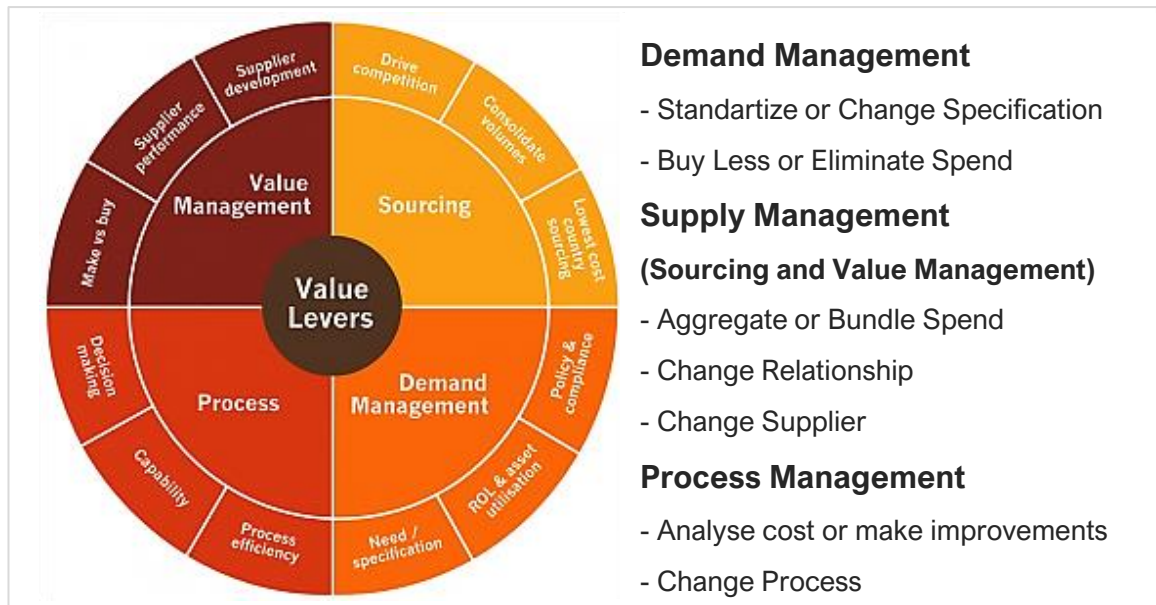 Supplier
development
Drive
competition
Supplier
performance
Consolidate
volumes
Value
Management
Sourcing
Make vs buy
Lowest cost
country
sourcing
Value
Levers
Decision
making
Policy &
compliance
Process
Demand
Management
Capability
ROL & asset
utilisation
Process
efficiency
Need /
specification
Demand Management
- Standartize or Change Specification
- Buy Less or Eliminate Spend
Supply Management
(Sourcing and Value Management)
- Aggregate or Bundle Spend
- Change Relationship
- Change Supplier
Process Management
- Analyse cost or make improvements
- Change Process